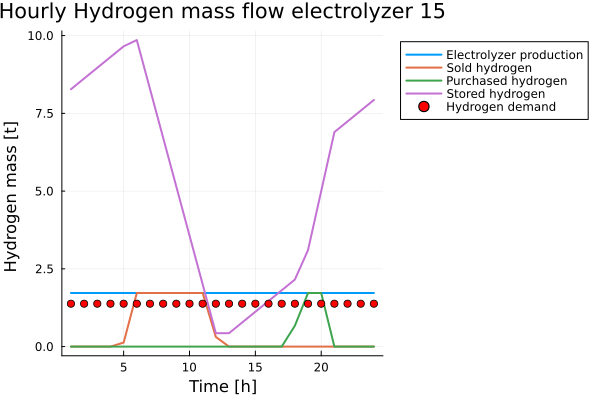 Hourly Hydrogen mass flow electrolyzer 15
Electrolyzer production
Sold hydrogen
Purchased hydrogen
Stored hydrogen
Hydrogen demand
Hydrogen mass [t]
10.0
7.5
5.0
2.5
0.0
5 10 15 20
Time [h]